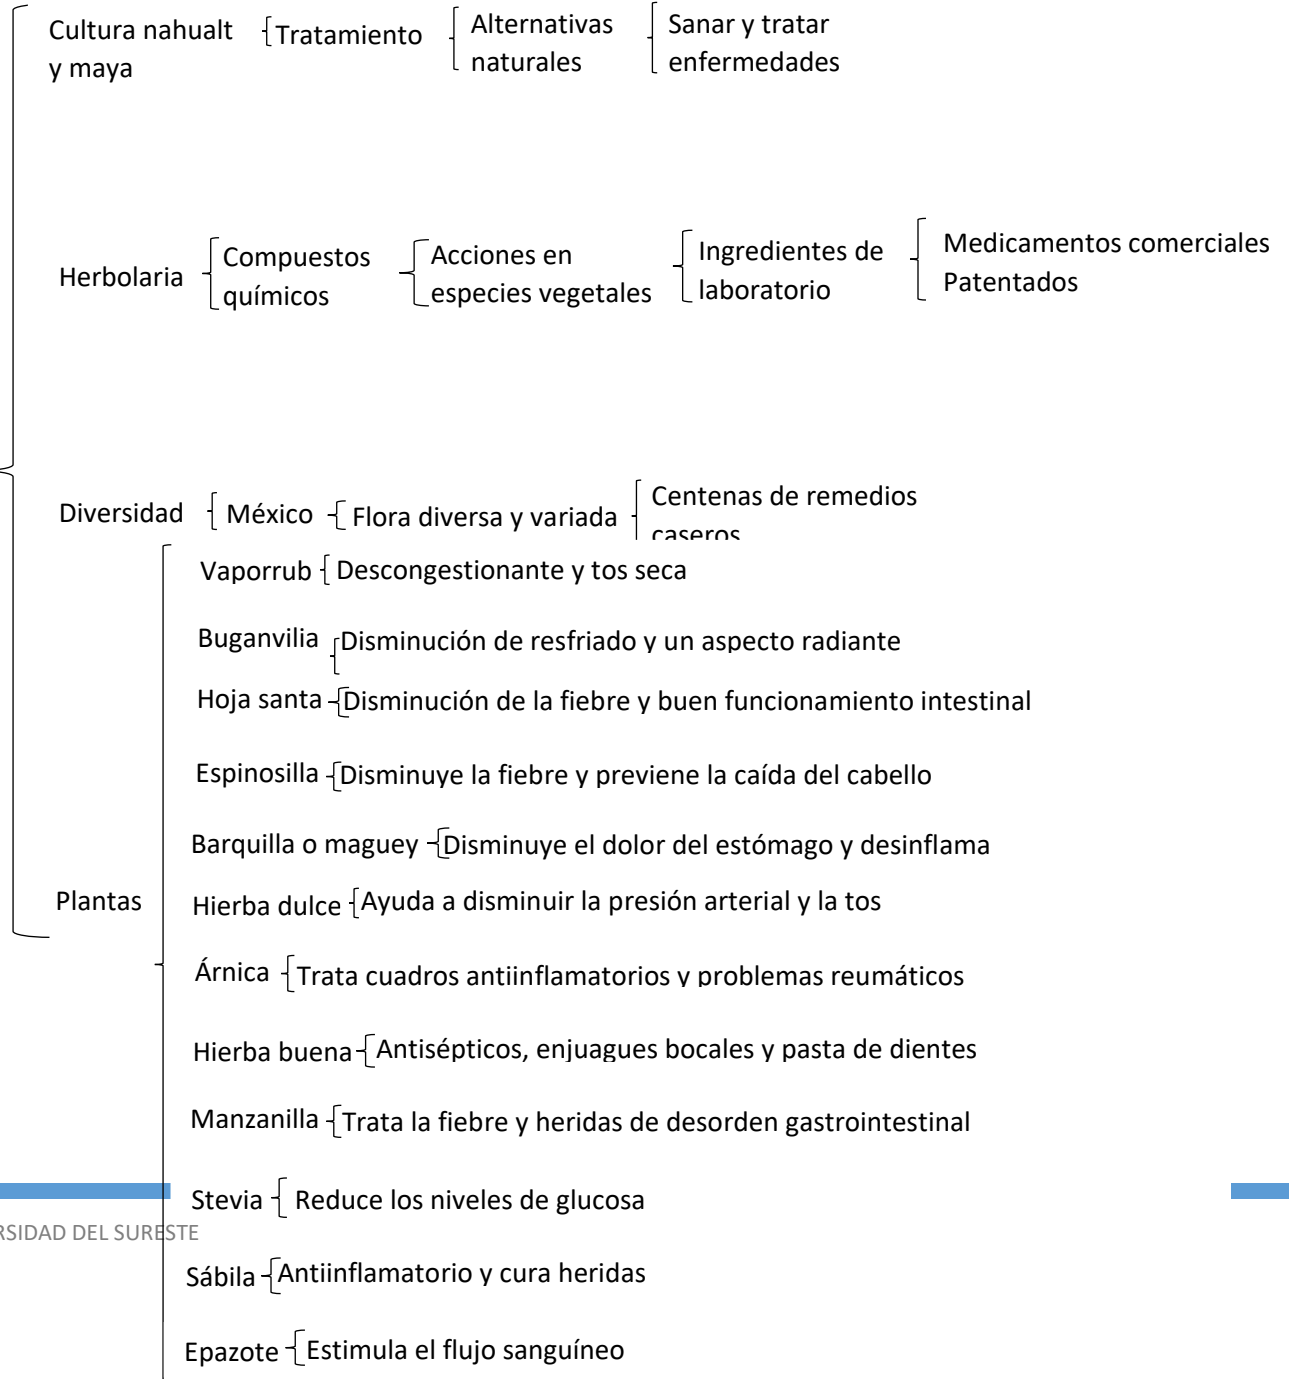 Cultura nahualt
y maya
Tratamiento
Alternativas
naturales
Sanar y tratar
enfermedades
Herbolaria
Compuestos
químicos
Acciones en
especies vegetales
Ingredientes de
laboratorio
Medicamentos comerciales
Patentados
Diversidad
México
Flora diversa y variada
Centenas de remedios
caseros
Plantas
Vaporrub
Descongestionante y tos seca
Buganvilia
Disminución de resfriado y un aspecto radiante
Hoja santa
Disminución de la fiebre y buen funcionamiento intestinal
Espinosilla
Disminuye la fiebre y previene la caída del cabello
Barquilla o maguey
Disminuye el dolor del estómago y desinflama
Hierba dulce
Ayuda a disminuir la presión arterial y la tos
Árnica
Trata cuadros antiinflamatorios y problemas reumáticos
Hierba buena
Antisépticos, enjuagues bocales y pasta de dientes
Manzanilla
Trata la fiebre y heridas de desorden gastrointestinal
Stevia
Reduce los niveles de glucosa
RSIDAD DEL SURESTE
Sábila
Antiinflamatorio y cura heridas
Epazote
Estimula el flujo sanguíneo